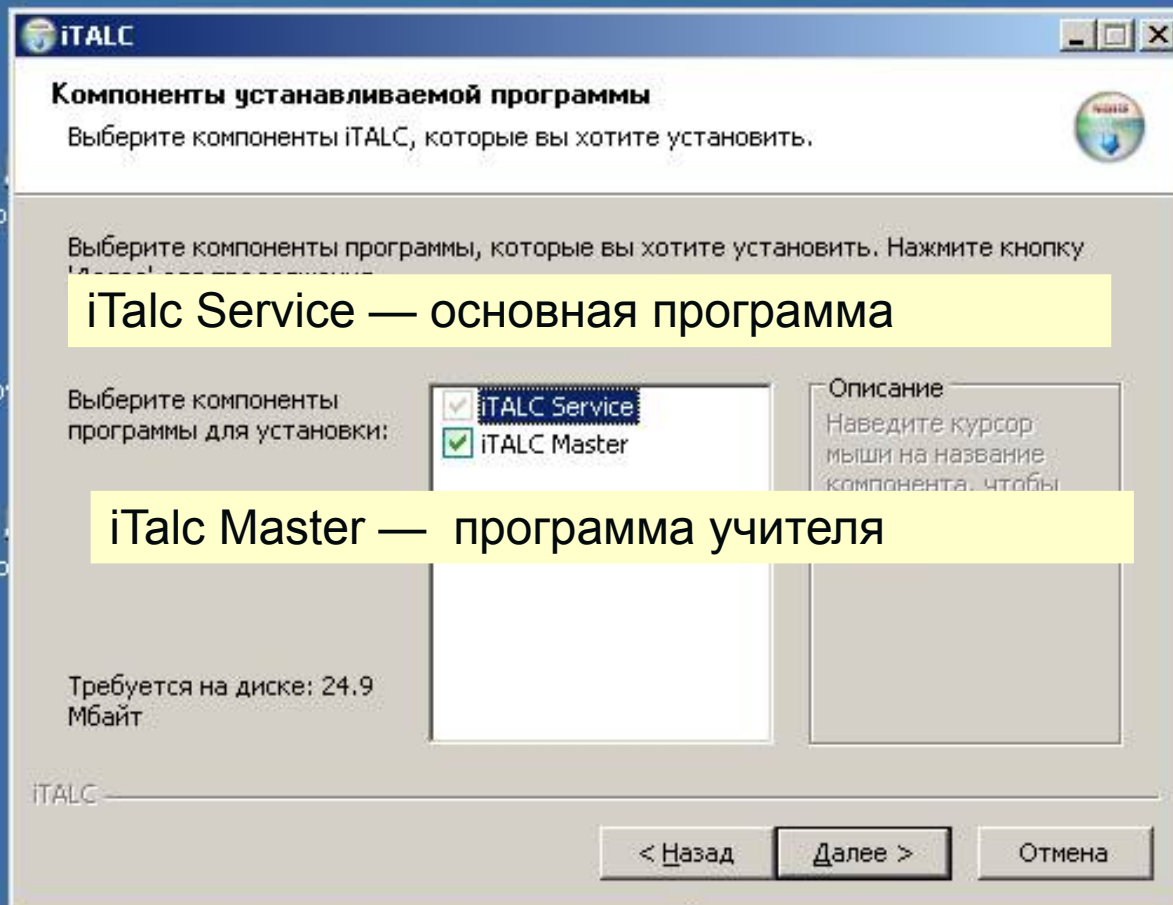 iTALC
Компоненты устанавливаемой программы
Выберите компоненты iTALC, которые вы хотите установить.
Выберите компоненты программы, которые вы хотите установить. Нажмите кнопку
iTalc Service — основная программа
Выберите компоненты
программы для установки:
iTALC Service
iTALC Master
Описание
Наведите курсор
мыши на название
компонента, чтобы
iTalc Master — программа учителя
Требуется на диске: 24.9
Мбайт
iTALC
< Назад
Далее >
Отмена